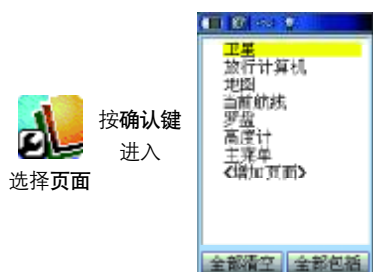 按确认键
进入
选择页面
卫星
旅行计算机
地图
当前航线
罗盘
高度计
主菜单
<增加页面>
全部清空 全部包括